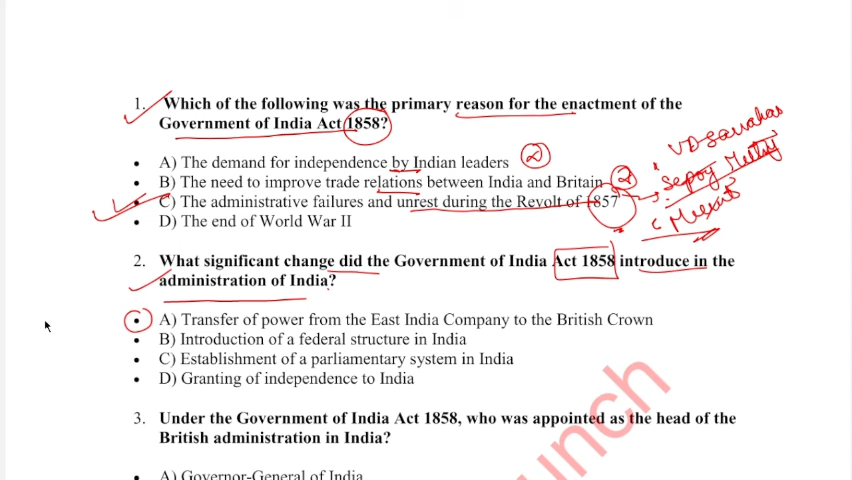 1. Which of the following was the primary reason for the enactment of the
Government of India Act 1858?
• A) The demand for independence by Indian leaders
• B) The need to improve trade relations between India and Britain
• C) The administrative failures and unrest during the Revolt of 1857
• D) The end of World War II
VD Savarkar
Sepoy Mutiny
Meerut
2. What significant change did the Government of India Act 1858 introduce in the
administration of India?
• A) Transfer of power from the East India Company to the British Crown
• B) Introduction of a federal structure in India
• C) Establishment of a parliamentary system in India
• D) Granting of independence to India
3. Under the Government of India Act 1858, who was appointed as the head of the
British administration in India?
• A) Governor-General of India
unch